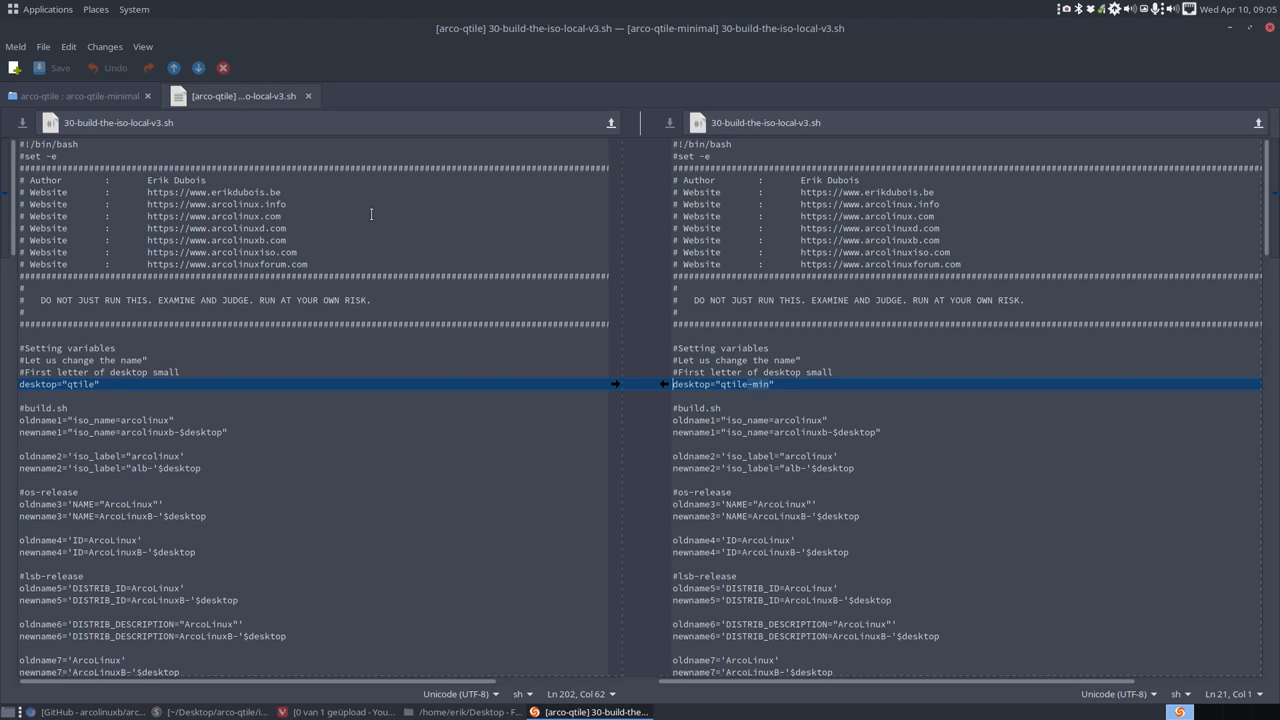 Applications Places System Wed Apr 10, 09:05
[arco-qtile] 30-build-the-iso-local-v3.sh — [arco-qtile-minimal] 30-build-the-iso-local-v3.sh
Meld File Edit Changes View
Save Undo
arco-qtile : arco-qtile-minimal [arco-qtile] ...o-local-v3.sh
30-build-the-iso-local-v3.sh
#!/bin/bash
#set -e
# Author : Erik Dubois
# Website : https://www.erikdubois.be
# Website : https://www.arcolinux.info
# Website : https://www.arcolinux.com
# Website : https://www.arcolinuxd.com
# Website : https://www.arcolinuxb.com
# Website : https://www.arcolinuxiso.com
# Website : https://www.arcolinuxforum.com
#
# DO NOT JUST RUN THIS. EXAMINE AND JUDGE. RUN AT YOUR OWN RISK.
#
#Setting variables
#Let us change the name"
#First letter of desktop small
desktop="qtile"
#build.sh
oldname1="iso_name=arcolinux"
newname1="iso_name=arcolinuxb-$desktop"
oldname2='iso_label="arcolinux'
newname2='iso_label="alb-'$desktop
#os-release
oldname3='NAME="ArcoLinux"'
newname3='NAME=ArcoLinuxB-'$desktop
oldname4='ID=ArcoLinux'
newname4='ID=ArcoLinuxB-'$desktop
#lsb-release
oldname5='DISTRIB_ID=ArcoLinux'
newname5='DISTRIB_ID=ArcoLinuxB-'$desktop
oldname6='DISTRIB_DESCRIPTION="ArcoLinux"'
newname6='DISTRIB_DESCRIPTION=ArcoLinuxB-'$desktop
oldname7='ArcoLinux'
newname7='ArcoLinuxB-'$desktop
Unicode (UTF-8) sh Ln 202, Col 62
30-build-the-iso-local-v3.sh
#!/bin/bash
#set -e
# Author : Erik Dubois
# Website : https://www.erikdubois.be
# Website : https://www.arcolinux.info
# Website : https://www.arcolinux.com
# Website : https://www.arcolinuxd.com
# Website : https://www.arcolinuxb.com
# Website : https://www.arcolinuxiso.com
# Website : https://www.arcolinuxforum.com
#
# DO NOT JUST RUN THIS. EXAMINE AND JUDGE. RUN AT YOUR OWN RISK.
#
#Setting variables
#Let us change the name"
#First letter of desktop small
desktop="qtile-min"
#build.sh
oldname1="iso_name=arcolinux"
newname1="iso_name=arcolinuxb-$desktop"
oldname2='iso_label="arcolinux'
newname2='iso_label="alb-'$desktop
#os-release
oldname3='NAME="ArcoLinux"'
newname3='NAME=ArcoLinuxB-'$desktop
oldname4='ID=ArcoLinux'
newname4='ID=ArcoLinuxB-'$desktop
#lsb-release
oldname5='DISTRIB_ID=ArcoLinux'
newname5='DISTRIB_ID=ArcoLinuxB-'$desktop
oldname6='DISTRIB_DESCRIPTION="ArcoLinux"'
newname6='DISTRIB_DESCRIPTION=ArcoLinuxB-'$desktop
oldname7='ArcoLinux'
newname7='ArcoLinuxB-'$desktop
Unicode (UTF-8) sh Ln 21, Col 1
[GitHub - arcolinuxb/arc... [~/Desktop/arco-qtile/i... [0 van 1 geüpload - You... /home/erik/Desktop - F... [arco-qtile] 30-build-the...